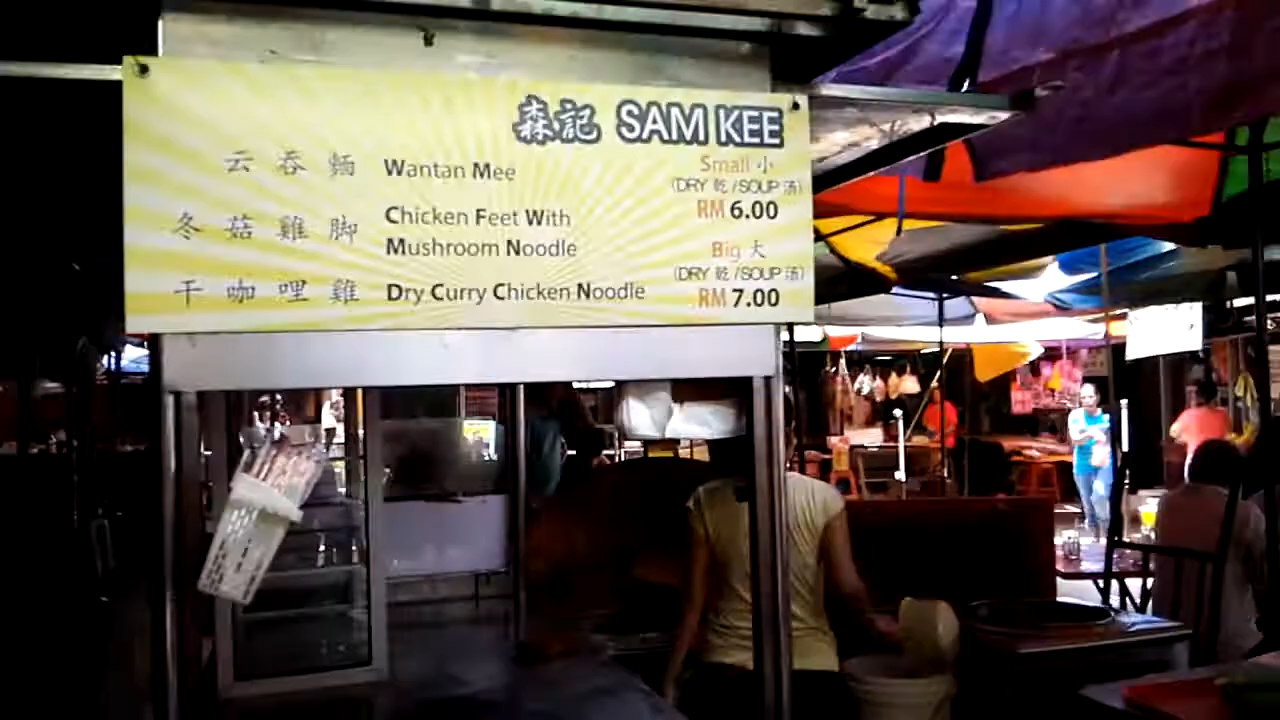 森記 SAM KEE
云吞麵 Wantan Mee
冬菇雞脚 Chicken Feet With
Mushroom Noodle
干咖哩雞 Dry Curry Chicken Noodle
Small 小
(DRY 乾 /SOUP 汤)
RM 6.00
Big 大
(DRY 乾 /SOUP 汤)
RM 7.00